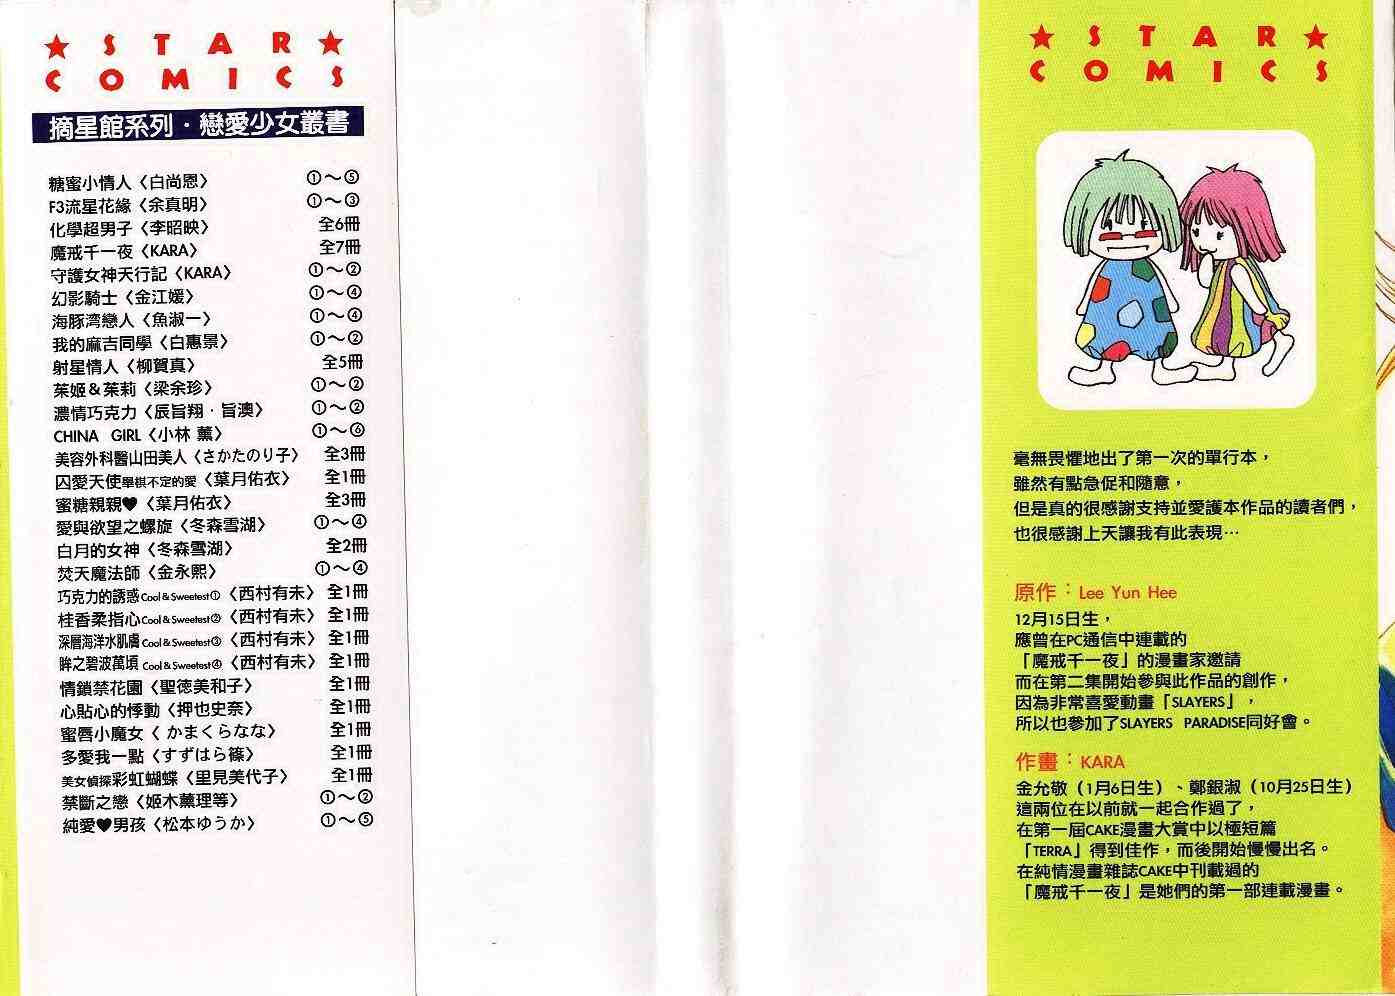 ★STAR★
COMICS
摘星館系列・戀愛少女叢書
糖蜜小情人〈白尚恩〉 ①～⑤
F3流星花緣〈余真明〉 ①～③
化學超男子〈李昭映〉 全6冊
魔戒千一夜〈KARA〉 全7冊
守護女神天行記〈KARA〉 ①～②
幻影騎士〈金江媛〉 ①～④
海豚湾戀人〈魚淑一〉 ①～④
我的麻吉同學〈白惠景〉 ①～②
射星情人〈柳賀真〉 全5冊
茱姬＆茱莉〈梁余珍〉 ①～②
濃情巧克力〈辰旨翔・旨澳〉 ①～②
CHINA GIRL〈小林 薫〉 ①～⑥
美容外科醫山田美人〈さかたのり子〉 全3冊
囚愛天使舉棋不定的愛〈葉月佑衣〉 全1冊
蜜糖親親♥〈葉月佑衣〉 全3冊
愛與欲望之螺旋〈冬森雪湖〉 ①～④
白月的女神〈冬森雪湖〉 全2冊
焚天魔法師〈金永熙〉 ①～④
巧克力的誘惑Cool＆Sweetest①〈西村有未〉 全1冊
桂香柔指心Cool＆Sweetest②〈西村有未〉 全1冊
深層海洋水肌膚Cool＆Sweetest③〈西村有未〉 全1冊
眸之碧波萬頃Cool＆Sweetest④〈西村有未〉 全1冊
情鎖禁花園〈聖徳美和子〉 全1冊
心貼心的悸動〈押也史奈〉 全1冊
蜜唇小魔女〈かまくらなな〉 全1冊
多愛我一點〈すずはら篠〉 全1冊
美女偵探彩虹蝴蝶〈里見美代子〉 全1冊
禁斷之戀〈姬木薰理等〉 ①～②
純愛♥男孩〈松本ゆうか〉 ①～⑤
★STAR★
COMICS
毫無畏懼地出了第一次的單行本，
雖然有點急促和隨意，
但是真的很感謝支持並愛護本作品的讀者們，
也很感謝上天讓我有此表現…
原作：Lee Yun Hee
12月15日生，
應曾在PC通信中連載的
「魔戒千一夜」的漫畫家邀請
而在第二集開始參與此作品的創作，
因為非常喜愛動畫「SLAYERS」，
所以也參加了SLAYERS PARADISE同好會。
作畫：KARA
金允敬（1月6日生）、鄭銀淑（10月25日生）
這兩位在以前就一起合作過了，
在第一屆CAKE漫畫大賞中以極短篇
「TERRA」得到佳作，而後開始慢慢出名。
在純情漫畫雜誌CAKE中刊載過的
「魔戒千一夜」是她們的第一部連載漫畫。